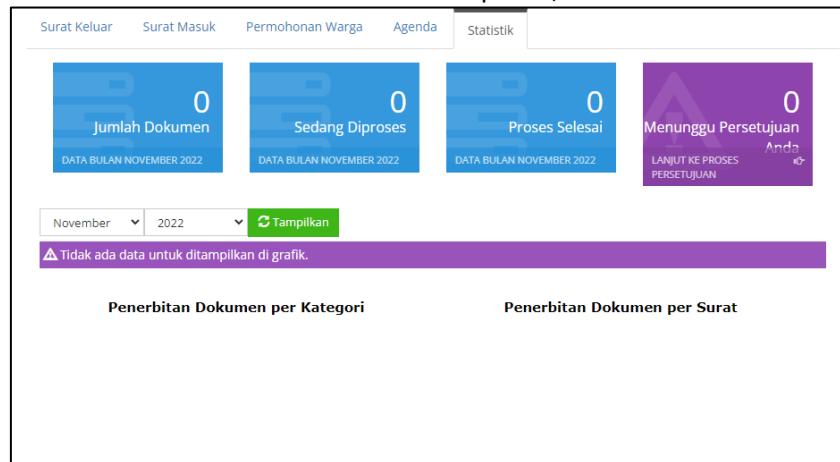 Surat Keluar Surat Masuk Permohonan Warga Agenda Statistik
0
Jumlah Dokumen
DATA BULAN NOVEMBER 2022
0
Sedang Diproses
DATA BULAN NOVEMBER 2022
0
Proses Selesai
DATA BULAN NOVEMBER 2022
0
Menunggu Persetujuan
Anda
LANJUT KE PROSES
PERSETUJUAN
November 2022 Tampilkan
Tidak ada data untuk ditampilkan di grafik.
Penerbitan Dokumen per Kategori
Penerbitan Dokumen per Surat